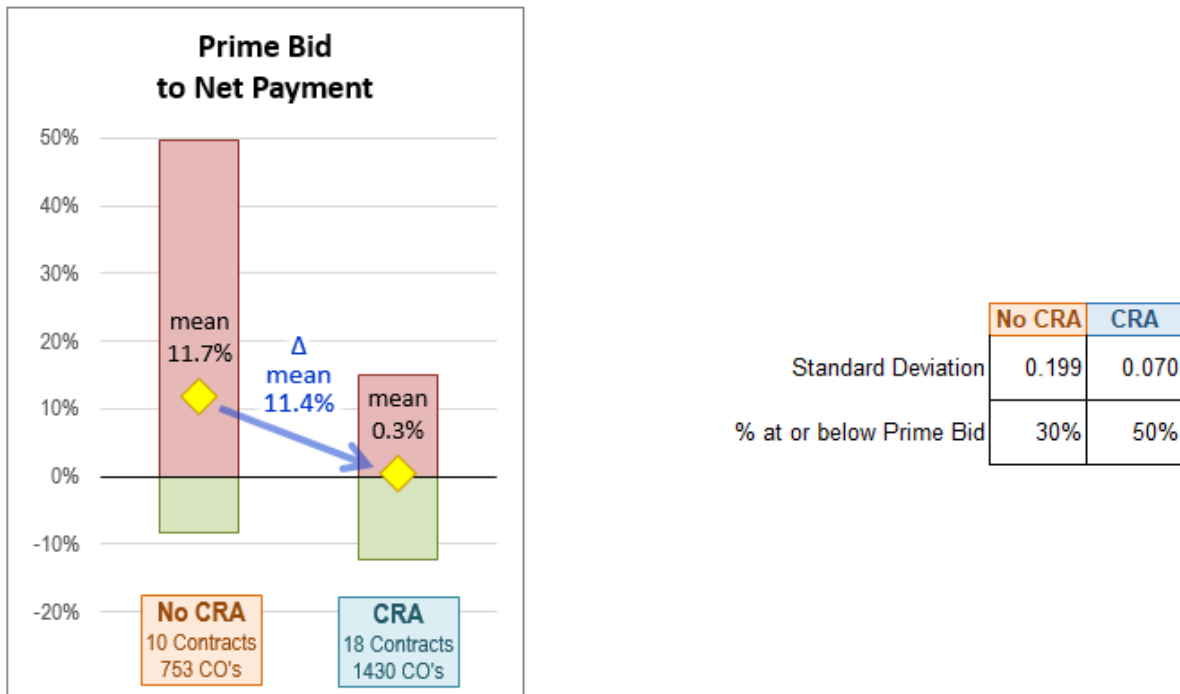 Prime Bid
to Net Payment
50%
40%
30%
20%
10%
0%
-10%
-20%
mean
11.7%
Δ
mean
11.4%
mean
0.3%
No CRA
10 Contracts
753 CO's
CRA
18 Contracts
1430 CO's
No CRA CRA
Standard Deviation 0.199 0.070
% at or below Prime Bid 30% 50%